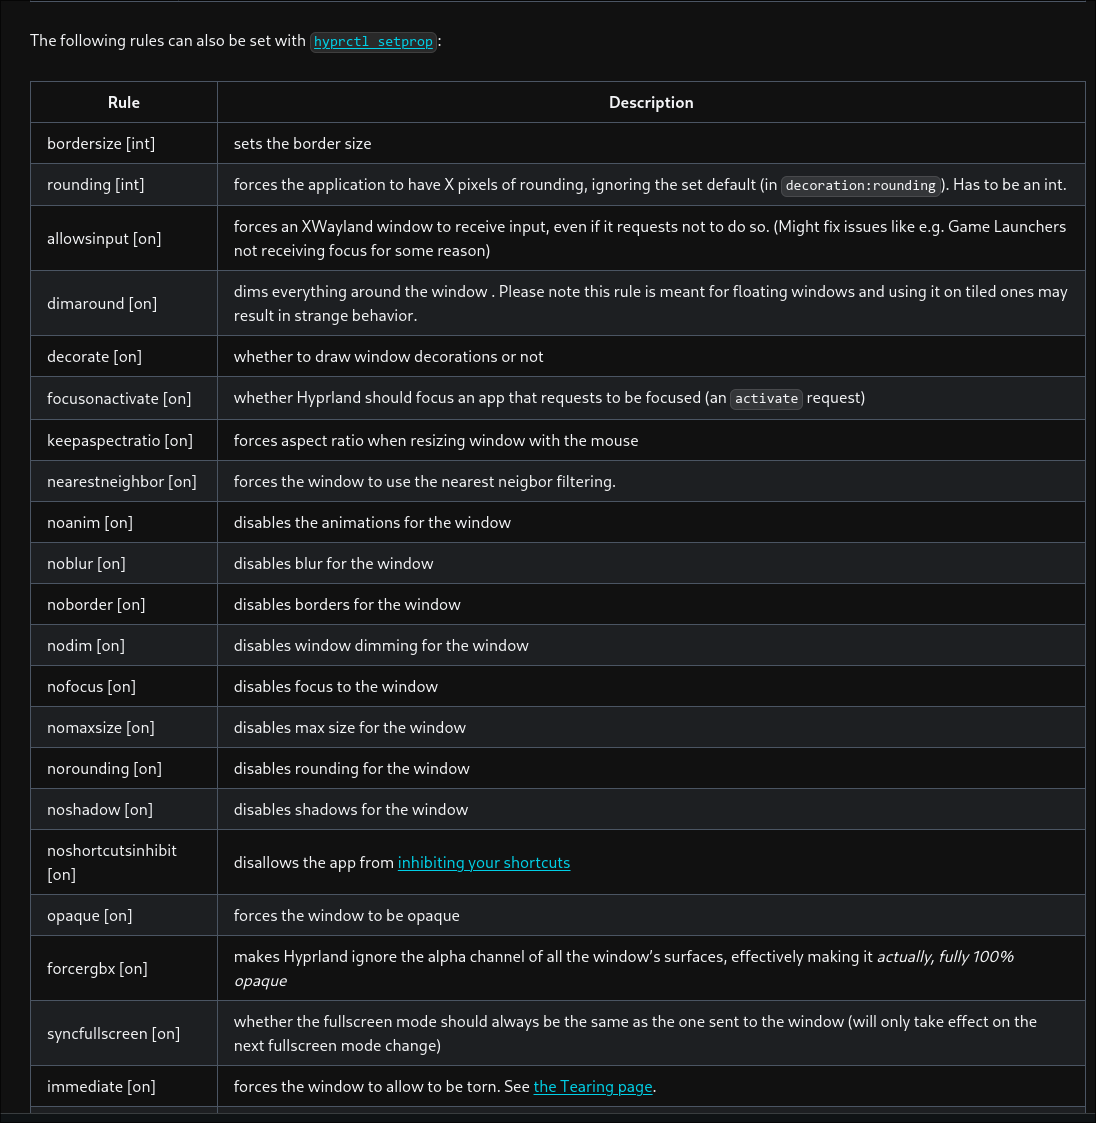 The following rules can also be set with hyprctl setprop:
Rule Description
bordersize [int] sets the border size
rounding [int] forces the application to have X pixels of rounding, ignoring the set default (in decoration:rounding). Has to be an int.
allowsinput [on] forces an XWayland window to receive input, even if it requests not to do so. (Might fix issues like e.g. Game Launchers
not receiving focus for some reason)
dimaround [on] dims everything around the window . Please note this rule is meant for floating windows and using it on tiled ones may
result in strange behavior.
decorate [on] whether to draw window decorations or not
focusonactivate [on] whether Hyprland should focus an app that requests to be focused (an activate request)
keepaspectratio [on] forces aspect ratio when resizing window with the mouse
nearestneighbor [on] forces the window to use the nearest neigbor filtering.
noanim [on] disables the animations for the window
noblur [on] disables blur for the window
noborder [on] disables borders for the window
nodim [on] disables window dimming for the window
nofocus [on] disables focus to the window
nomaxsize [on] disables max size for the window
norounding [on] disables rounding for the window
noshadow [on] disables shadows for the window
noshortcutsinhibit
[on]
disallows the app from inhibiting your shortcuts
opaque [on] forces the window to be opaque
forcergbx [on] makes Hyprland ignore the alpha channel of all the window’s surfaces, effectively making it actually, fully 100%
opaque
syncfullscreen [on] whether the fullscreen mode should always be the same as the one sent to the window (will only take effect on the
next fullscreen mode change)
immediate [on] forces the window to allow to be torn. See the Tearing page.